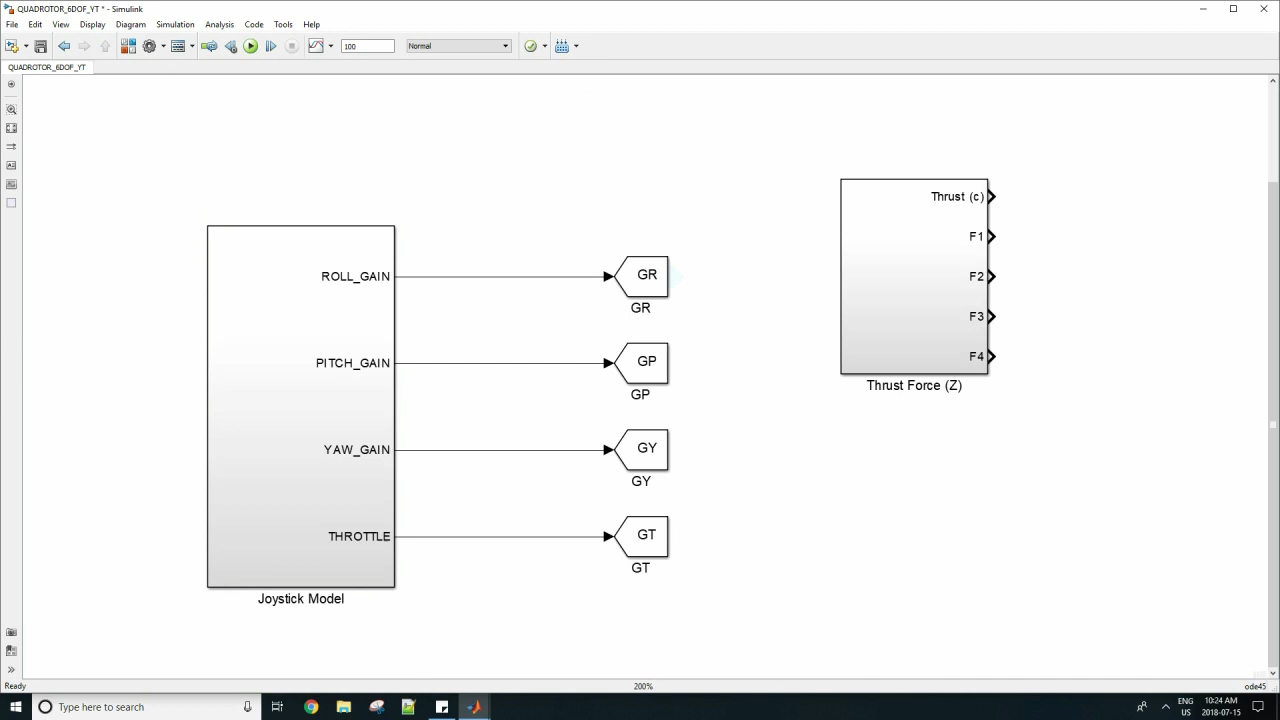 QUADROTOR_6DOF_YT * - Simulink
File Edit View Display Diagram Simulation Analysis Code Tools Help
100 Normal
QUADROTOR_6DOF_YT
Thrust (c)
F1
F2
F3
F4
Thrust Force (Z)
ROLL_GAIN
PITCH_GAIN
YAW_GAIN
THROTTLE
Joystick Model
GR
GR
GP
GP
GY
GY
GT
GT
Ready 200% ode45
Type here to search
ENG
US
10:24 AM
2018-07-15